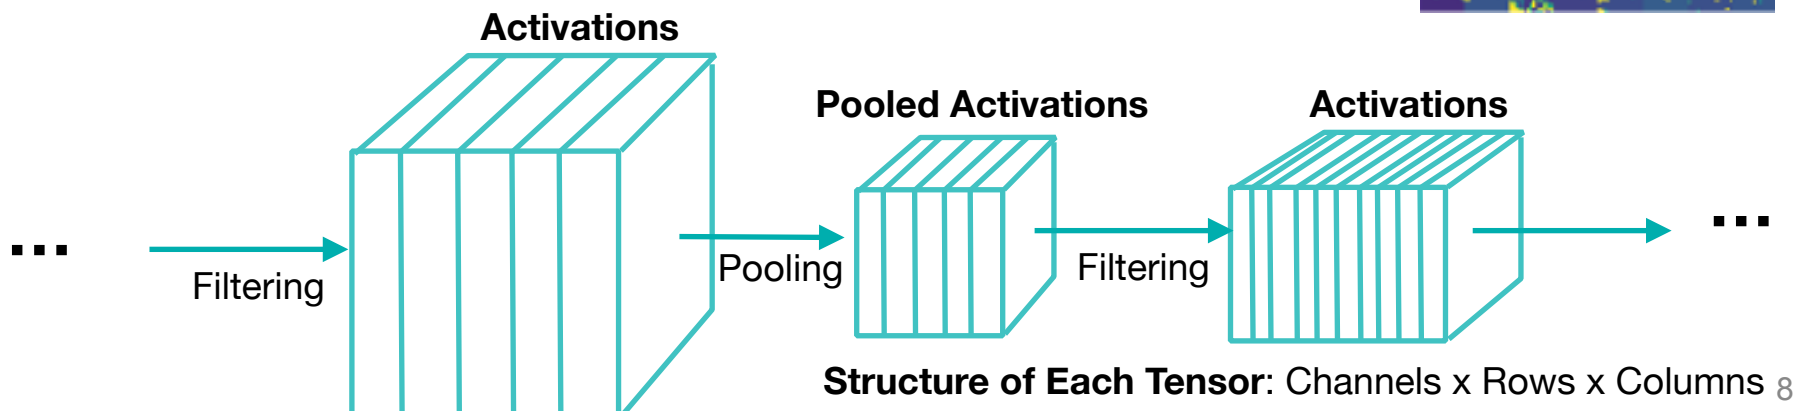 Activations
Pooled Activations
Activations
...
Filtering
Pooling
Filtering
...
Structure of Each Tensor: Channels x Rows x Columns
8